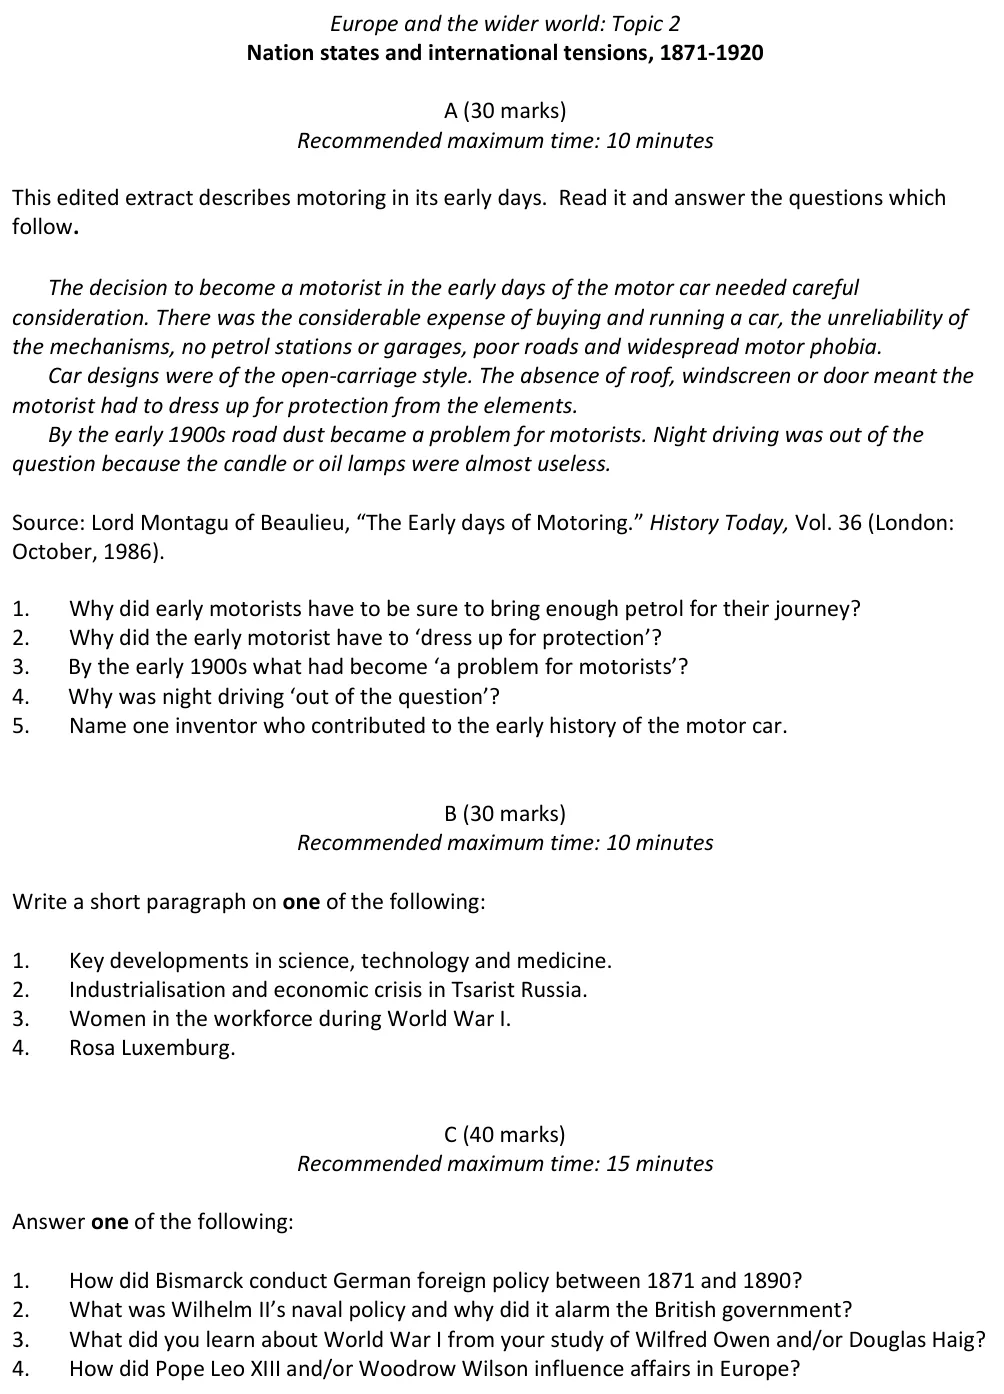 Europe and the wider world: Topic 2
Nation states and international tensions, 1871-1920
A (30 marks)
Recommended maximum time: 10 minutes
This edited extract describes motoring in its early days.  Read it and answer the questions which
follow.
The decision to become a motorist in the early days of the motor car needed careful
consideration. There was the considerable expense of buying and running a car, the unreliability of
the mechanisms, no petrol stations or garages, poor roads and widespread motor phobia.
Car designs were of the open-carriage style. The absence of roof, windscreen or door meant the
motorist had to dress up for protection from the elements.
By the early 1900s road dust became a problem for motorists. Night driving was out of the
question because the candle or oil lamps were almost useless.
Source: Lord Montagu of Beaulieu, “The Early days of Motoring.” History Today, Vol. 36 (London:
October, 1986).
1. Why did early motorists have to be sure to bring enough petrol for their journey?
2. Why did the early motorist have to ‘dress up for protection’?
3. By the early 1900s what had become ‘a problem for motorists’?
4. Why was night driving ‘out of the question’?
5. Name one inventor who contributed to the early history of the motor car.
B (30 marks)
Recommended maximum time: 10 minutes
Write a short paragraph on one of the following:
1. Key developments in science, technology and medicine.
2. Industrialisation and economic crisis in Tsarist Russia.
3. Women in the workforce during World War I.
4. Rosa Luxemburg.
C (40 marks)
Recommended maximum time: 15 minutes
Answer one of the following:
1. How did Bismarck conduct German foreign policy between 1871 and 1890?
2. What was Wilhelm II’s naval policy and why did it alarm the British government?
3. What did you learn about World War I from your study of Wilfred Owen and/or Douglas Haig?
4. How did Pope Leo XIII and/or Woodrow Wilson influence affairs in Europe?